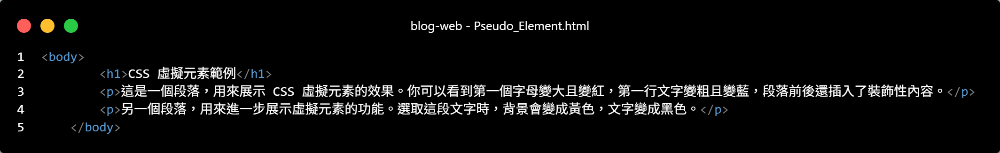 blog-web - Pseudo_Element.html
1 <body>
2 <h1>CSS 虛擬元素範例</h1>
3 <p>這是一個段落，用來展示 CSS 虛擬元素的效果。你可以看到第一個字母變大且變紅，第一行文字變粗且變藍，段落前後還插入了裝飾性內容。</p>
4 <p>另一個段落，用來進一步展示虛擬元素的功能。選取這段文字時，背景會變成黃色，文字變成黑色。</p>
5 </body>